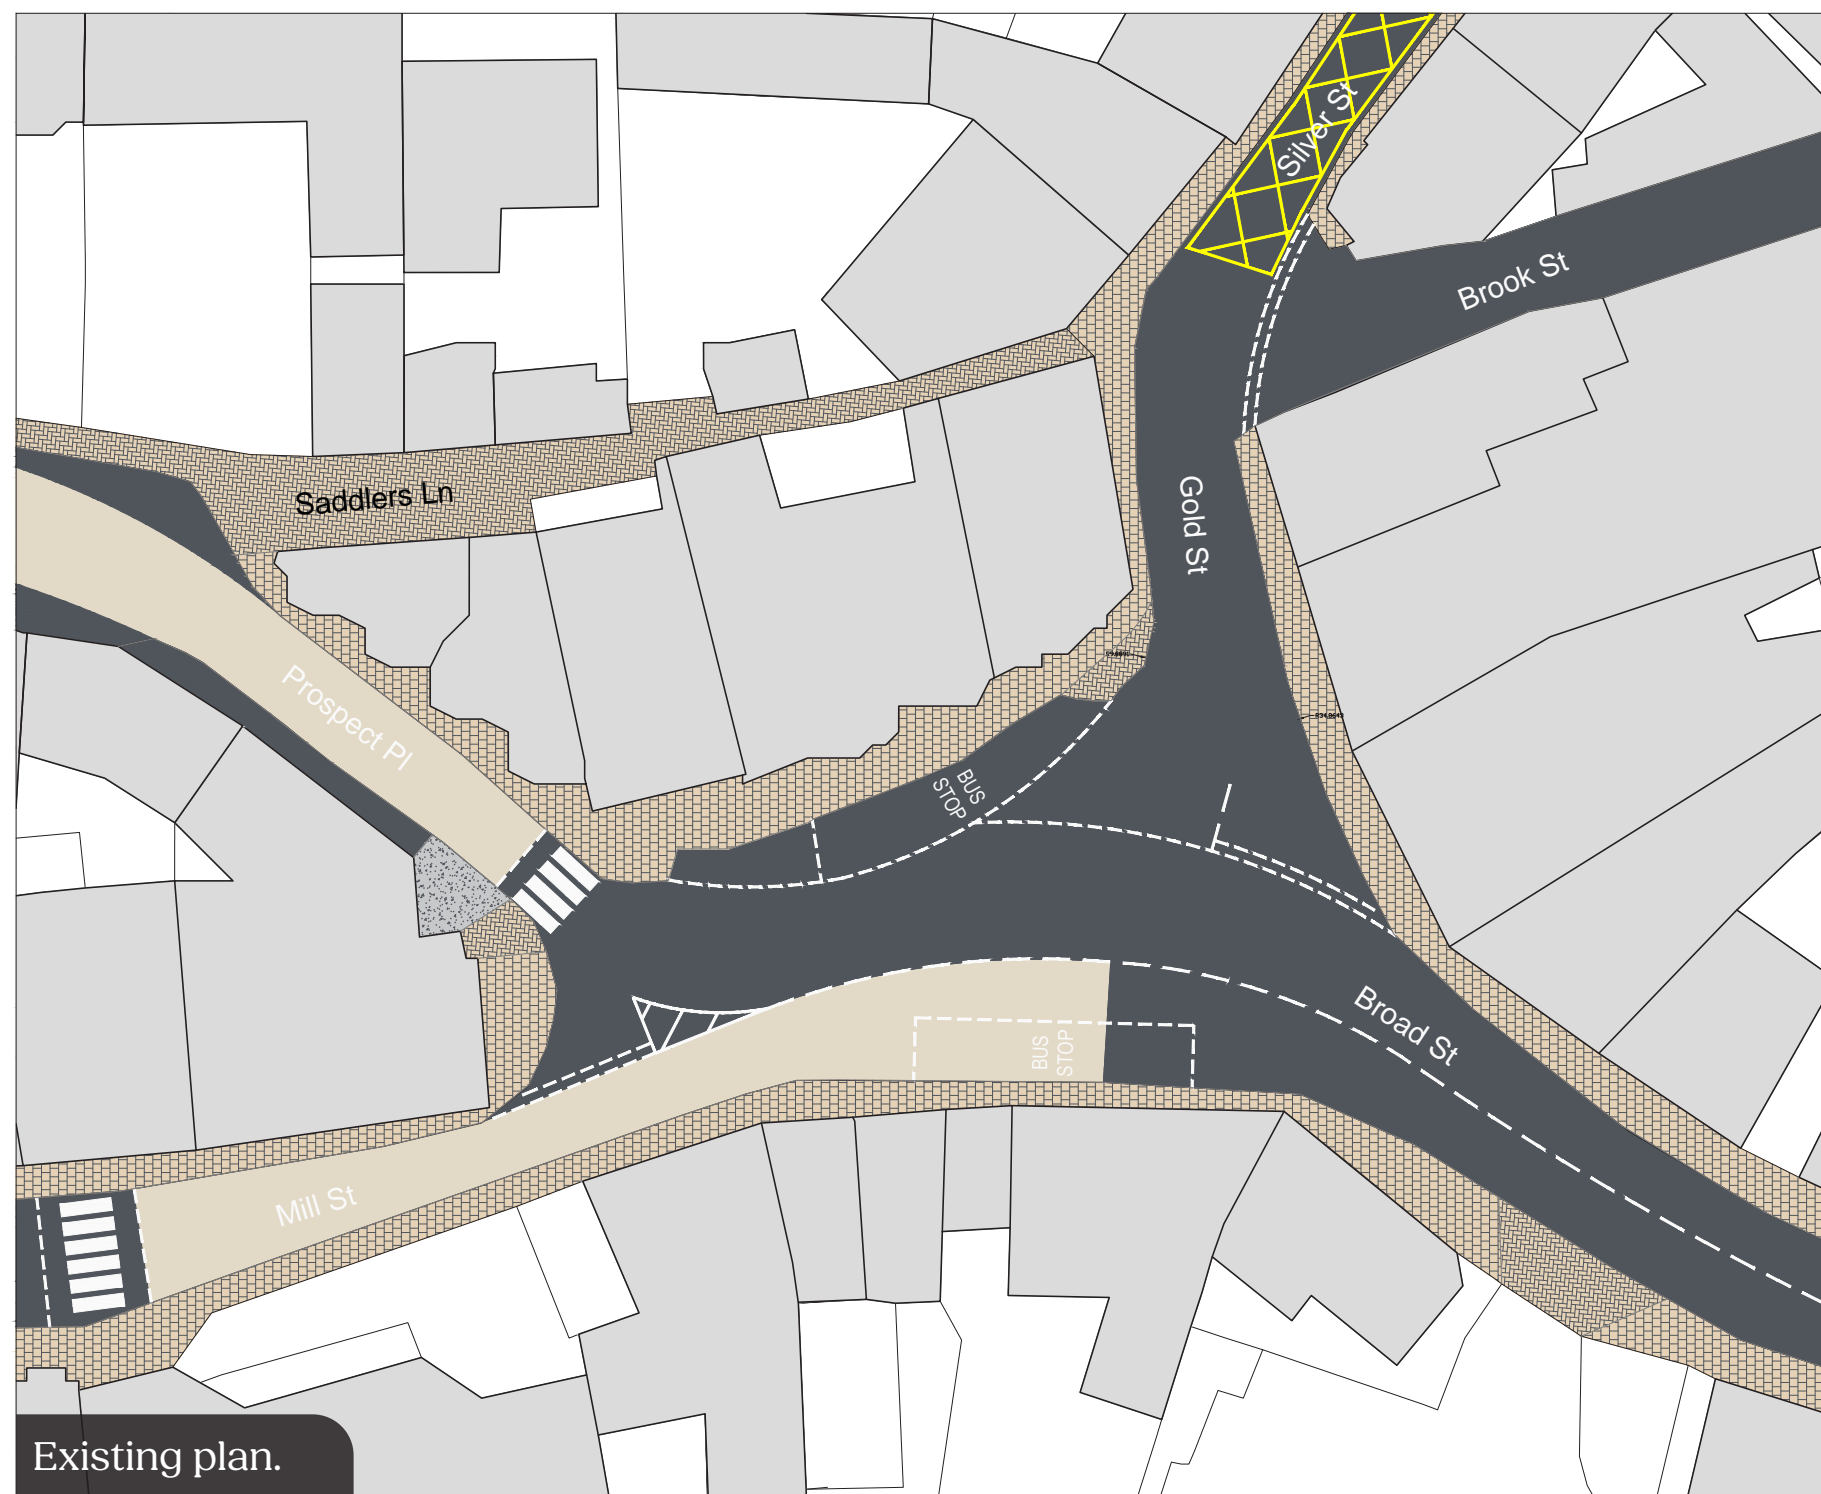 Silver St
Brook St
Saddlers Ln
Gold St
Prospect Pl
BUS
STOP
Broad St
BUS
STOP
Mill St
Existing plan.